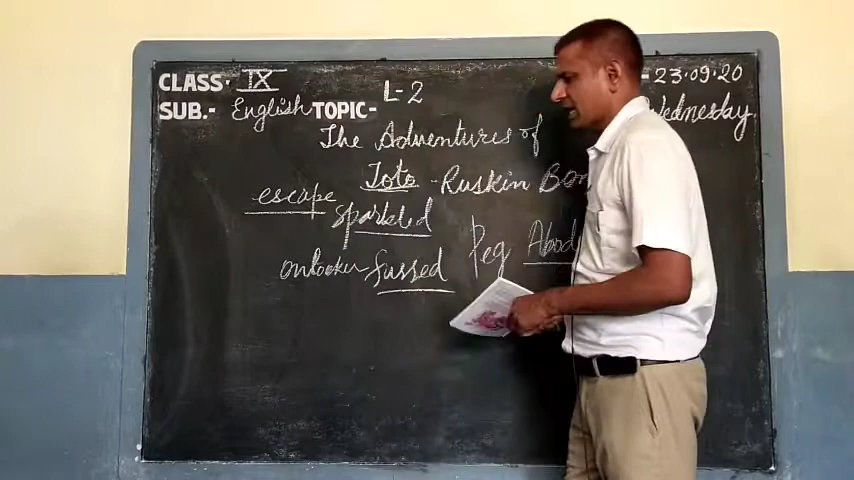 CLASS- IX
- 23.09.20
SUB.- English TOPIC- L-2
Wednesday.
The Adventures of
Toto - Ruskin Bon
escape
sparkled
onlooker fussed
Peg Abod